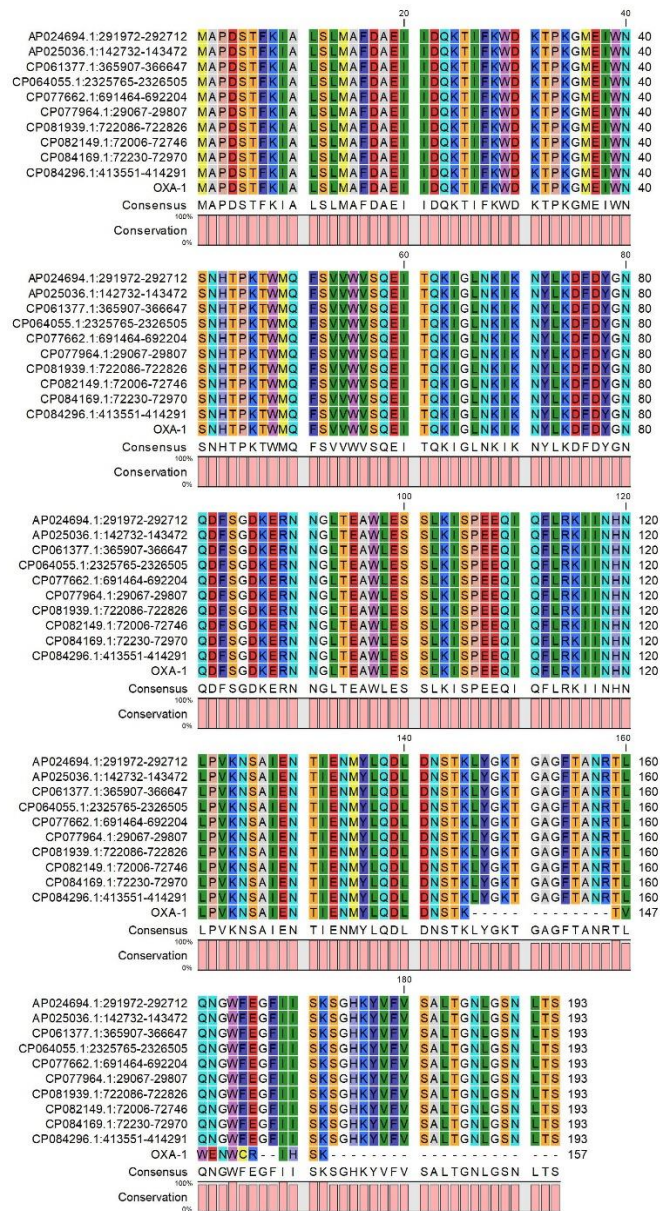 20 40
AP024694.1:291972-292712 MAPDSTFKIA LSLMAFDAEI IDQKTIFKWD KTPKGMEIWN 40
AP025036.1:142732-143472 MAPDSTFKIA LSLMAFDAEI IDQKTIFKWD KTPKGMEIWN 40
CP061377.1:365907-366647 MAPDSTFKIA LSLMAFDAEI IDQKTIFKWD KTPKGMEIWN 40
CP064055.1:2325765-2326505 MAPDSTFKIA LSLMAFDAEI IDQKTIFKWD KTPKGMEIWN 40
CP077662.1:691464-692204 MAPDSTFKIA LSLMAFDAEI IDQKTIFKWD KTPKGMEIWN 40
CP077964.1:29067-29807 MAPDSTFKIA LSLMAFDAEI IDQKTIFKWD KTPKGMEIWN 40
CP081939.1:722086-722826 MAPDSTFKIA LSLMAFDAEI IDQKTIFKWD KTPKGMEIWN 40
CP082149.1:72006-72746 MAPDSTFKIA LSLMAFDAEI IDQKTIFKWD KTPKGMEIWN 40
CP084169.1:72230-72970 MAPDSTFKIA LSLMAFDAEI IDQKTIFKWD KTPKGMEIWN 40
CP084296.1:413551-414291 MAPDSTFKIA LSLMAFDAEI IDQKTIFKWD KTPKGMEIWN 40
OXA-1 MAPDSTFKIA LSLMAFDAEI IDQKTIFKWD KTPKGMEIWN 40
Consensus MAPDSTFKIA LSLMAFDAEI IDQKTIFKWD KTPKGMEIWN
100%
Conservation
0%
60 80
AP024694.1:291972-292712 SNHTPKTWMQ FSVVWVSQEI TQKIGLNKIK NYLKDFDYGN 80
AP025036.1:142732-143472 SNHTPKTWMQ FSVVWVSQEI TQKIGLNKIK NYLKDFDYGN 80
CP061377.1:365907-366647 SNHTPKTWMQ FSVVWVSQEI TQKIGLNKIK NYLKDFDYGN 80
CP064055.1:2325765-2326505 SNHTPKTWMQ FSVVWVSQEI TQKIGLNKIK NYLKDFDYGN 80
CP077662.1:691464-692204 SNHTPKTWMQ FSVVWVSQEI TQKIGLNKIK NYLKDFDYGN 80
CP077964.1:29067-29807 SNHTPKTWMQ FSVVWVSQEI TQKIGLNKIK NYLKDFDYGN 80
CP081939.1:722086-722826 SNHTPKTWMQ FSVVWVSQEI TQKIGLNKIK NYLKDFDYGN 80
CP082149.1:72006-72746 SNHTPKTWMQ FSVVWVSQEI TQKIGLNKIK NYLKDFDYGN 80
CP084169.1:72230-72970 SNHTPKTWMQ FSVVWVSQEI TQKIGLNKIK NYLKDFDYGN 80
CP084296.1:413551-414291 SNHTPKTWMQ FSVVWVSQEI TQKIGLNKIK NYLKDFDYGN 80
OXA-1 SNHTPKTWMQ FSVVWVSQEI TQKIGLNKIK NYLKDFDYGN 80
Consensus SNHTPKTWMQ FSVVWVSQEI TQKIGLNKIK NYLKDFDYGN
100%
Conservation
0%
100 120
AP024694.1:291972-292712 QDFSGDKERN NGLTEAWLES SLKISPEEQI QFLRKIINHN 120
AP025036.1:142732-143472 QDFSGDKERN NGLTEAWLES SLKISPEEQI QFLRKIINHN 120
CP061377.1:365907-366647 QDFSGDKERN NGLTEAWLES SLKISPEEQI QFLRKIINHN 120
CP064055.1:2325765-2326505 QDFSGDKERN NGLTEAWLES SLKISPEEQI QFLRKIINHN 120
CP077662.1:691464-692204 QDFSGDKERN NGLTEAWLES SLKISPEEQI QFLRKIINHN 120
CP077964.1:29067-29807 QDFSGDKERN NGLTEAWLES SLKISPEEQI QFLRKIINHN 120
CP081939.1:722086-722826 QDFSGDKERN NGLTEAWLES SLKISPEEQI QFLRKIINHN 120
CP082149.1:72006-72746 QDFSGDKERN NGLTEAWLES SLKISPEEQI QFLRKIINHN 120
CP084169.1:72230-72970 QDFSGDKERN NGLTEAWLES SLKISPEEQI QFLRKIINHN 120
CP084296.1:413551-414291 QDFSGDKERN NGLTEAWLES SLKISPEEQI QFLRKIINHN 120
OXA-1 QDFSGDKERN NGLTEAWLES SLKISPEEQI QFLRKIINHN 120
Consensus QDFSGDKERN NGLTEAWLES SLKISPEEQI QFLRKIINHN
100%
Conservation
0%
140 160
AP024694.1:291972-292712 LPVKNSAIEN TIENMYLQDL DNSTKLYGKT GAGFTANRTL 160
AP025036.1:142732-143472 LPVKNSAIEN TIENMYLQDL DNSTKLYGKT GAGFTANRTL 160
CP061377.1:365907-366647 LPVKNSAIEN TIENMYLQDL DNSTKLYGKT GAGFTANRTL 160
CP064055.1:2325765-2326505 LPVKNSAIEN TIENMYLQDL DNSTKLYGKT GAGFTANRTL 160
CP077662.1:691464-692204 LPVKNSAIEN TIENMYLQDL DNSTKLYGKT GAGFTANRTL 160
CP077964.1:29067-29807 LPVKNSAIEN TIENMYLQDL DNSTKLYGKT GAGFTANRTL 160
CP081939.1:722086-722826 LPVKNSAIEN TIENMYLQDL DNSTKLYGKT GAGFTANRTL 160
CP082149.1:72006-72746 LPVKNSAIEN TIENMYLQDL DNSTKLYGKT GAGFTANRTL 160
CP084169.1:72230-72970 LPVKNSAIEN TIENMYLQDL DNSTKLYGKT GAGFTANRTL 160
CP084296.1:413551-414291 LPVKNSAIEN TIENMYLQDL DNSTKLYGKT GAGFTANRTL 160
OXA-1 LPVKNSAIEN TIENMYLQDL DNSTK----- --------TV 147
Consensus LPVKNSAIEN TIENMYLQDL DNSTKLYGKT GAGFTANRTL
100%
Conservation
0%
180
AP024694.1:291972-292712 QNGWFEGFII SKSGHKYVFV SALTGNLGSN LTS 193
AP025036.1:142732-143472 QNGWFEGFII SKSGHKYVFV SALTGNLGSN LTS 193
CP061377.1:365907-366647 QNGWFEGFII SKSGHKYVFV SALTGNLGSN LTS 193
CP064055.1:2325765-2326505 QNGWFEGFII SKSGHKYVFV SALTGNLGSN LTS 193
CP077662.1:691464-692204 QNGWFEGFII SKSGHKYVFV SALTGNLGSN LTS 193
CP077964.1:29067-29807 QNGWFEGFII SKSGHKYVFV SALTGNLGSN LTS 193
CP081939.1:722086-722826 QNGWFEGFII SKSGHKYVFV SALTGNLGSN LTS 193
CP082149.1:72006-72746 QNGWFEGFII SKSGHKYVFV SALTGNLGSN LTS 193
CP084169.1:72230-72970 QNGWFEGFII SKSGHKYVFV SALTGNLGSN LTS 193
CP084296.1:413551-414291 QNGWFEGFII SKSGHKYVFV SALTGNLGSN LTS 193
OXA-1 WENWCR--IH SK-------- ---------- --- 157
Consensus QNGWFEGFII SKSGHKYVFV SALTGNLGSN LTS
100%
Conservation
0%